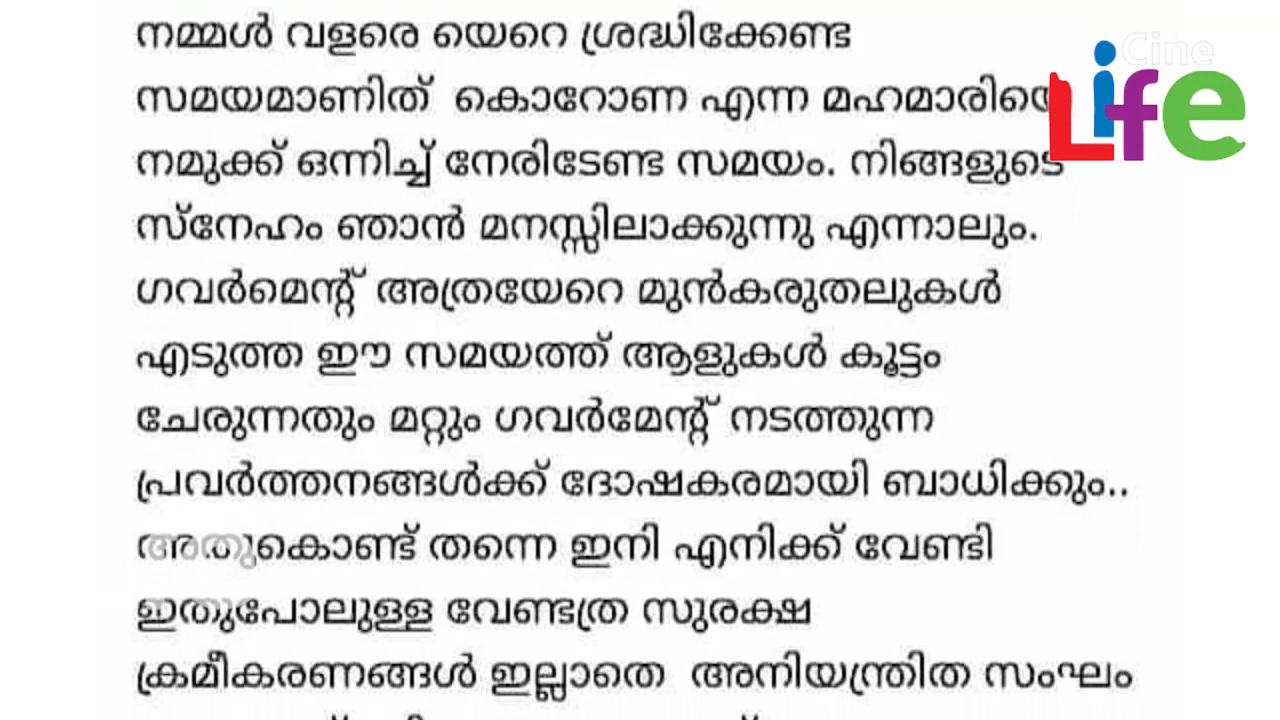 നമ്മൾ വളരെ യെറെ ശ്രദ്ധിക്കേണ്ട
സമയമാണിത് കൊറോണ എന്ന മഹമാരിയെ
നമുക്ക് ഒന്നിച്ച് നേരിടേണ്ട സമയം. നിങ്ങളുടെ
സ്നേഹം ഞാൻ മനസ്സിലാക്കുന്നു എന്നാലും.
ഗവർമെന്റ് അത്രയേറെ മുൻകരുതലുകൾ
എടുത്ത ഈ സമയത്ത് ആളുകൾ കൂട്ടം
ചേരുന്നതും മറ്റും ഗവർമേന്റ് നടത്തുന്ന
പ്രവർത്തനങ്ങൾക്ക് ദോഷകരമായി ബാധിക്കും..
അതുകൊണ്ട് തന്നെ ഇനി എനിക്ക് വേണ്ടി
ഇതുപോലുള്ള വേണ്ടത്ര സുരക്ഷ
ക്രമീകരണങ്ങൾ ഇല്ലാതെ അനിയന്ത്രിത സംഘം
Cine
Life